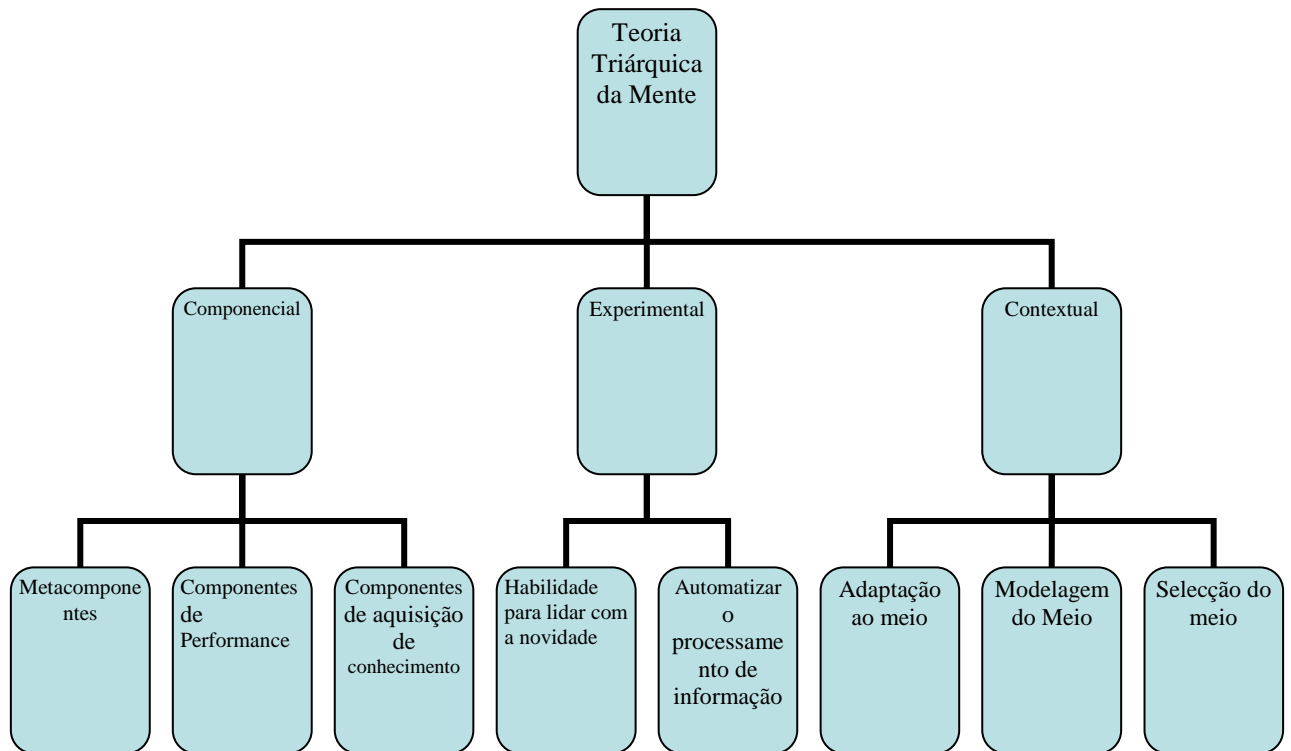 Teoria
Triárquica
da Mente
Componencial
Experimental
Contextual
Metacompone
ntes
Componentes
de
Performance
Componentes
de aquisição
de
conhecimento
Habilidade
para lidar com
a novidade
Automatizar
o
processame
nto de
informação
Adaptação
ao meio
Modelagem
do Meio
Selecção do
meio